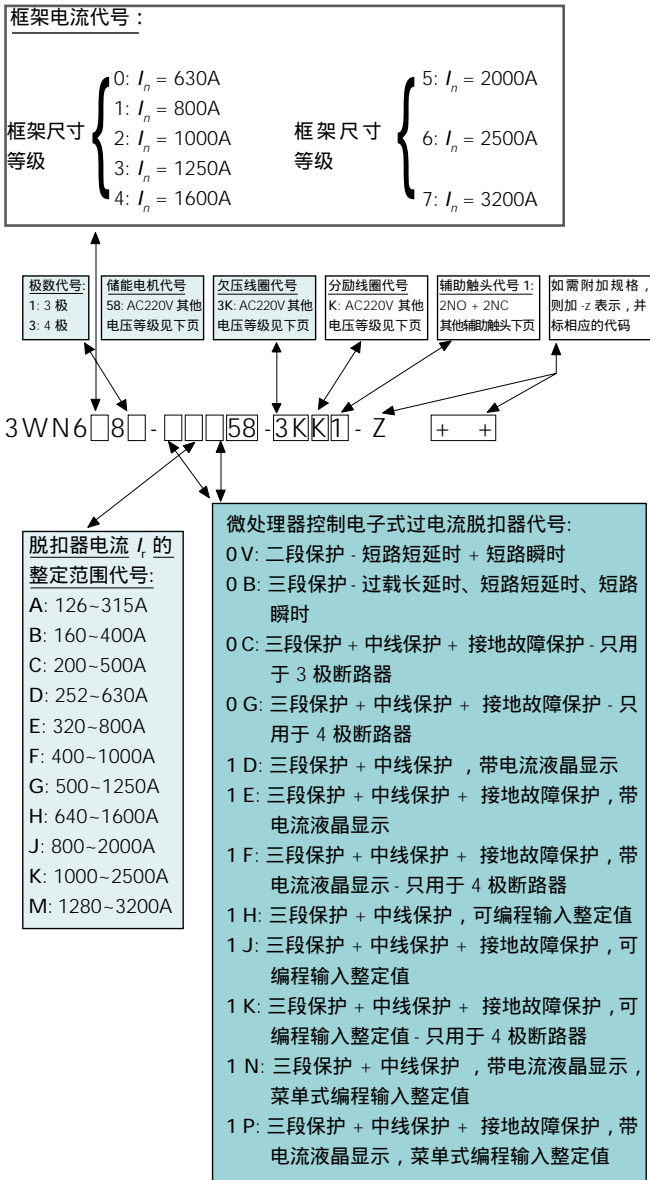 框架电流代号:
框架尺寸
等级
0: In = 630A
1: In = 800A
2: In = 1000A
3: In = 1250A
4: In = 1600A
框架尺寸
等级
5: In = 2000A
6: In = 2500A
7: In = 3200A
极数代号:
1: 3 极
3: 4 极
储能电机代号
58: AC220V 其他
电压等级见下页
欠压线圈代号
3K: AC220V 其他
电压等级见下页
分励线圈代号
K: AC220V 其他
电压等级见下页
辅助触头代号 1:
2NO + 2NC
其他辅助触头下页
如需附加规格,
则加 -z 表示,并
标相应的代码
3WN6□8□-□□□58-3KK1-Z + +
脱扣器电流 Ir 的
整定范围代号:
A: 126~315A
B: 160~400A
C: 200~500A
D: 252~630A
E: 320~800A
F: 400~1000A
G: 500~1250A
H: 640~1600A
J: 800~2000A
K: 1000~2500A
M: 1280~3200A
微处理器控制电子式过电流脱扣器代号:
0 V: 二段保护 - 短路短延时 + 短路瞬时
0 B: 三段保护 - 过载长延时、短路短延时、短路
瞬时
0 C: 三段保护 + 中线保护 + 接地故障保护 - 只用
于 3 极断路器
0 G: 三段保护 + 中线保护 + 接地故障保护 - 只
用于 4 极断路器
1 D: 三段保护 + 中线保护 ,带电流液晶显示
1 E: 三段保护 + 中线保护 + 接地故障保护,带
电流液晶显示
1 F: 三段保护 + 中线保护 + 接地故障保护,带
电流液晶显示 - 只用于 4 极断路器
1 H: 三段保护 + 中线保护,可编程输入整定值
1 J: 三段保护 + 中线保护 + 接地故障保护,可
编程输入整定值
1 K: 三段保护 + 中线保护 + 接地故障保护,可
编程输入整定值 - 只用于 4 极断路器
1 N: 三段保护 + 中线保护 ,带电流液晶显示,
菜单式编程输入整定值
1 P: 三段保护 + 中线保护 + 接地故障保护,带
电流液晶显示,菜单式编程输入整定值